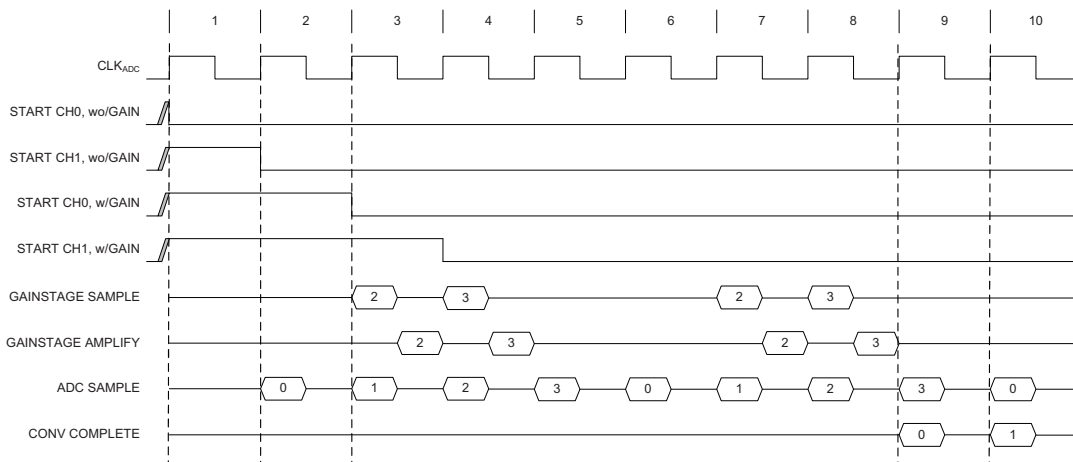 1 2 3 4 5 6 7 8 9 10
CLKADC
START CH0, wo/GAIN
START CH1, wo/GAIN
START CH0, w/GAIN
START CH1, w/GAIN
GAINSTAGE SAMPLE 2 3 2 3
GAINSTAGE AMPLIFY 2 3 2 3
ADC SAMPLE 0 1 2 3 0 1 2 3 0
CONV COMPLETE 0 1